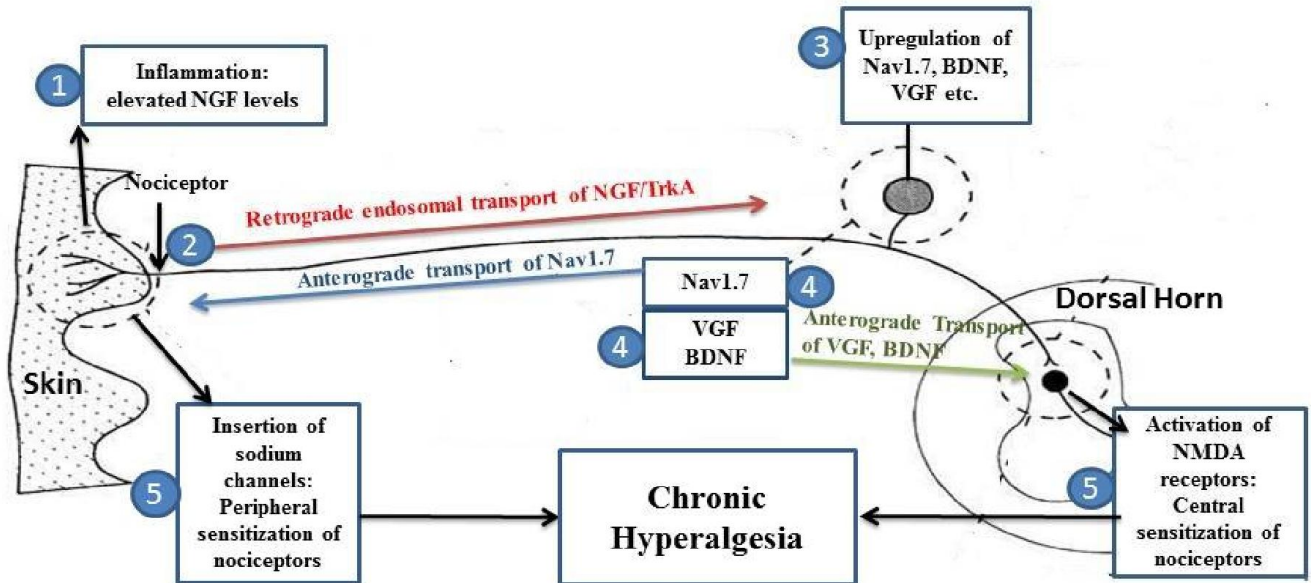 1
Inflammation:
elevated NGF levels
3
Upregulation of
Nav1.7, BDNF,
VGF etc.
Nociceptor
2
Retrograde endosomal transport of NGF/TrkA
Anterograde transport of Nav1.7
Nav1.7
4
4
VGF
BDNF
Anterograde Transport
of VGF, BDNF
Dorsal Horn
Skin
5
Insertion of
sodium
channels:
Peripheral
sensitization of
nociceptors
Chronic
Hyperalgesia
5
Activation of
NMDA
receptors:
Central
sensitization of
nociceptors